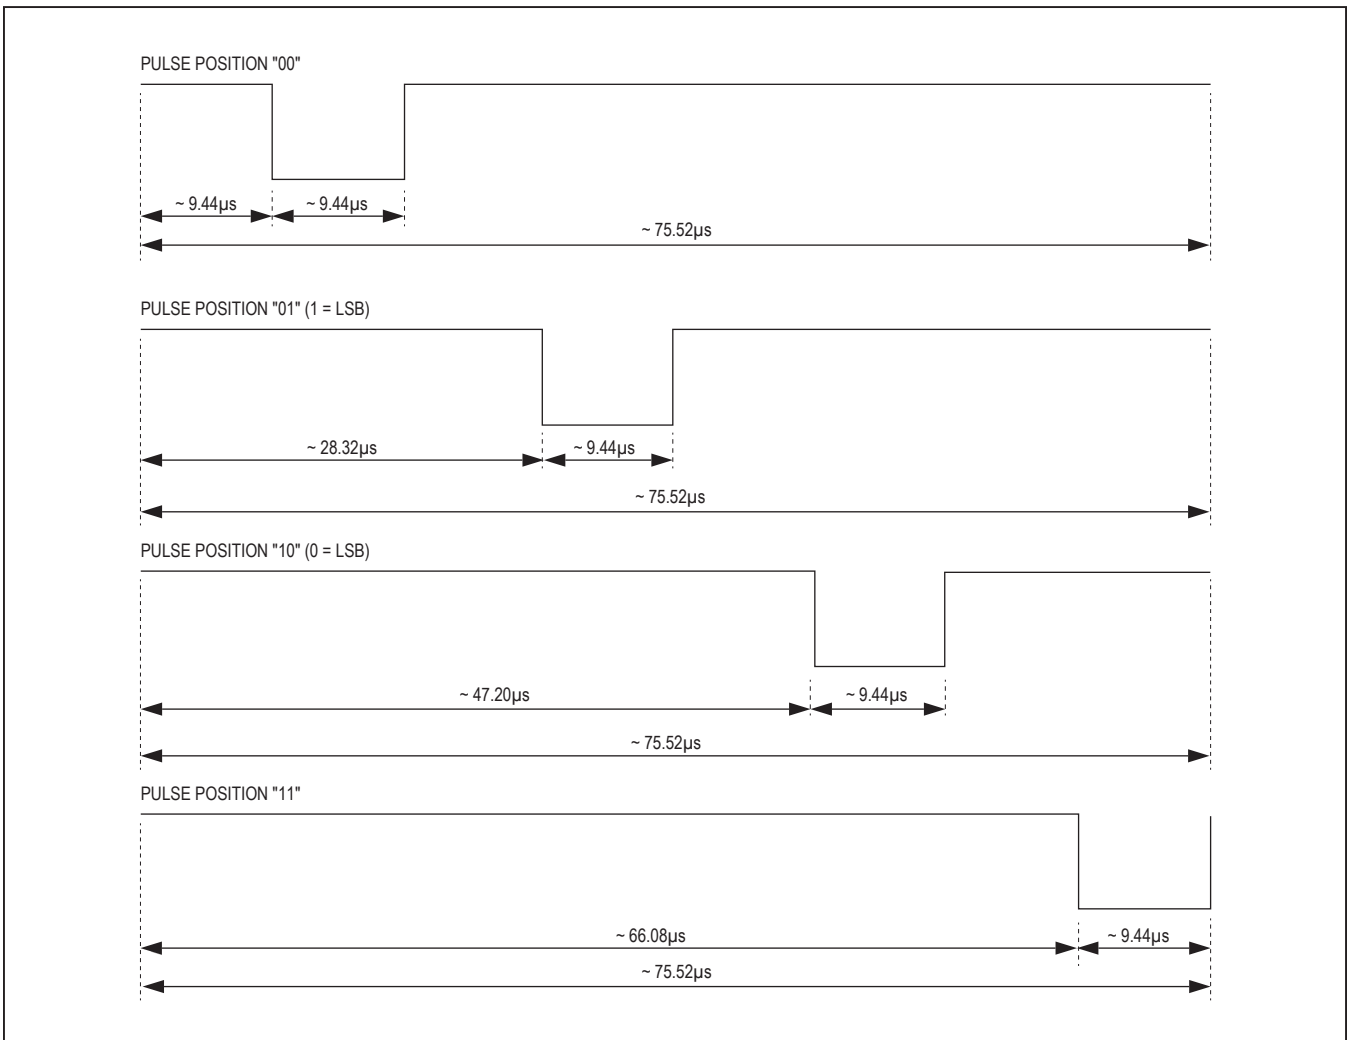 PULSE POSITION "00"
~ 9.44µs ~ 9.44µs
~ 75.52µs
PULSE POSITION "01" (1 = LSB)
~ 28.32µs ~ 9.44µs
~ 75.52µs
PULSE POSITION "10" (0 = LSB)
~ 47.20µs ~ 9.44µs
~ 75.52µs
PULSE POSITION "11"
~ 66.08µs ~ 9.44µs
~ 75.52µs